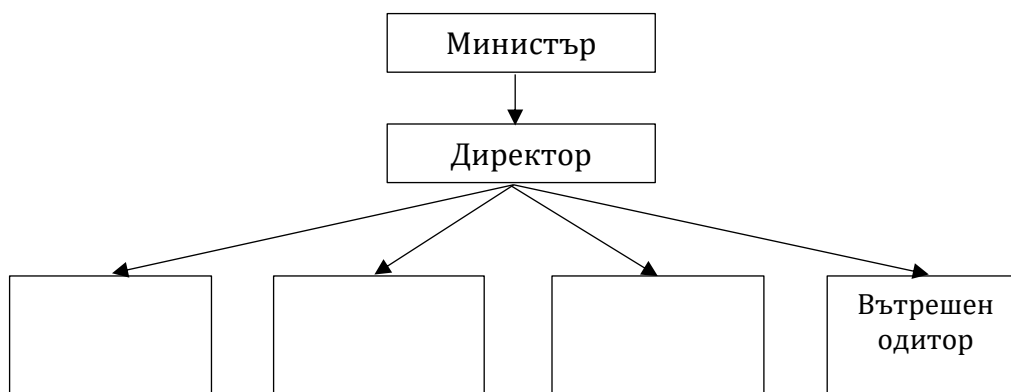 Министър
Директор
Вътрешен
одитор